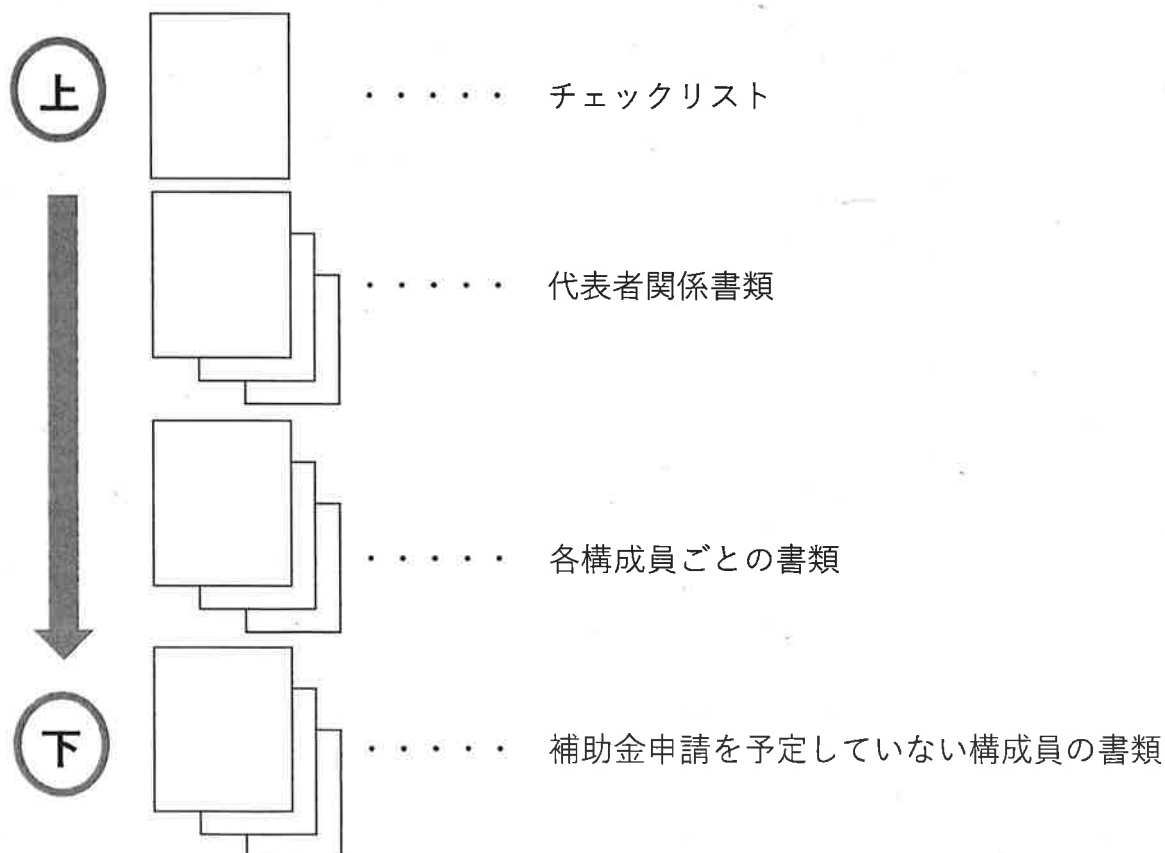 上
・・・・・ チェックリスト
・・・・・ 代表者関係書類
・・・・・ 各構成員ごとの書類
下
・・・・・ 補助金申請を予定していない構成員の書類